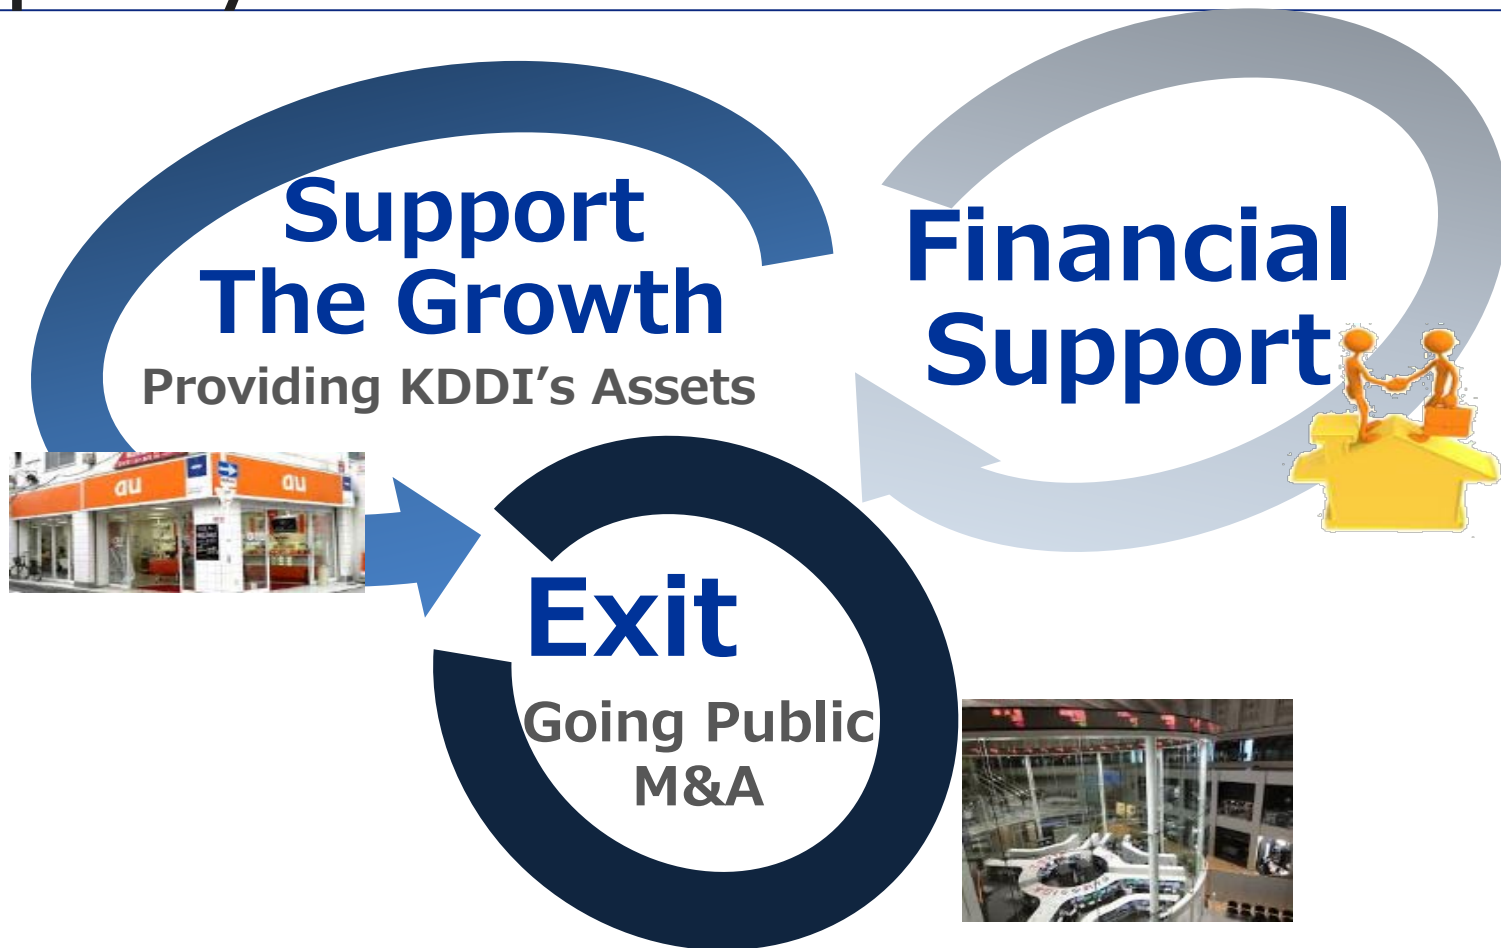 Support
The Growth
Providing KDDI’s Assets
Financial
Support
au
au
Exit
Going Public
M&A